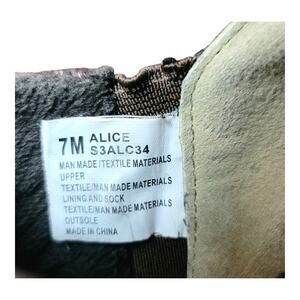 7M ALICE
S3ALC34
MAN MADE/TEXTILE MATERIALS
UPPER
TEXTILE/MAN MADE MATERIALS
LINING AND SOCK
TEXTILE/MAN MADE MATERIALS
OUTSOLE
MADE IN CHINA